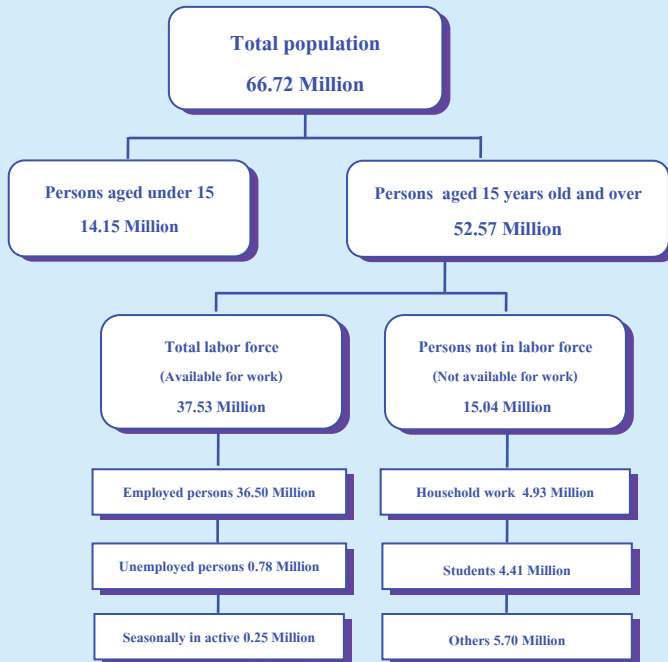 Total population
66.72 Million
Persons aged under 15
14.15 Million
Persons aged 15 years old and over
52.57 Million
Total labor force
(Available for work)
37.53 Million
Persons not in labor force
(Not available for work)
15.04 Million
Employed persons 36.50 Million
Unemployed persons 0.78 Million
Seasonally in active 0.25 Million
Household work 4.93 Million
Students 4.41 Million
Others 5.70 Million